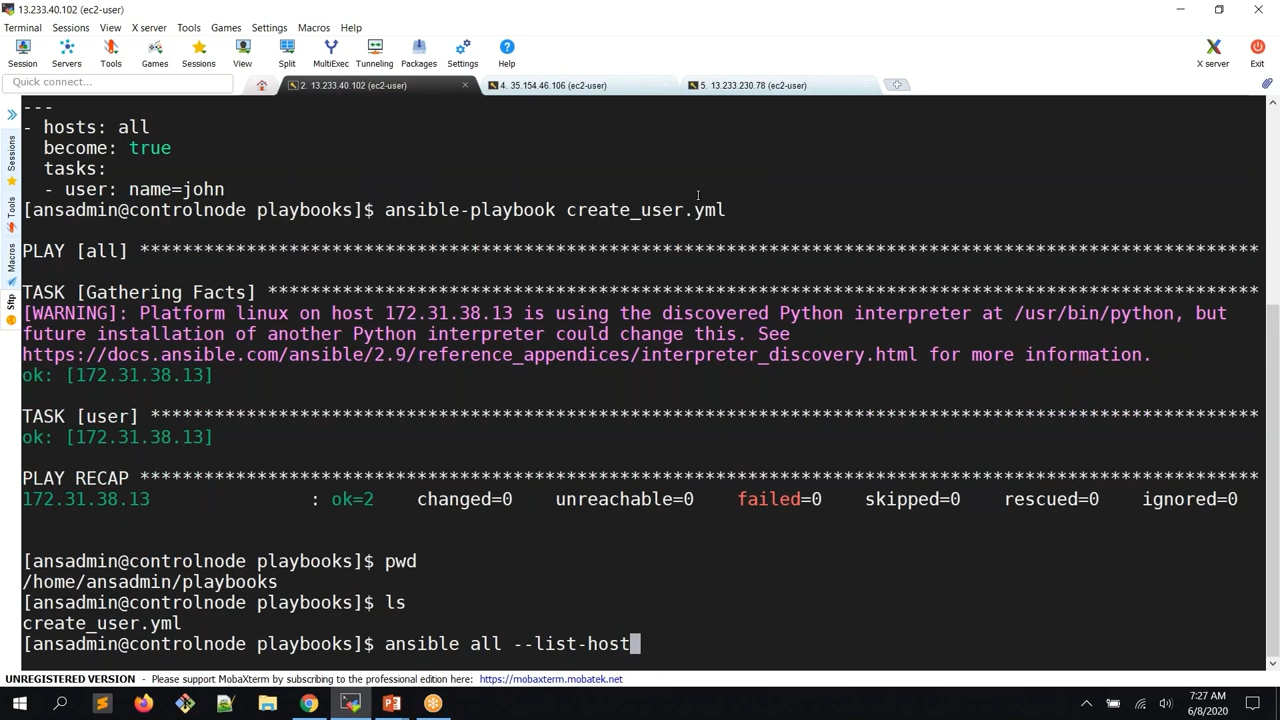 13.233.40.102 (ec2-user)
Terminal Sessions View X server Tools Games Settings Macros Help
Session Servers Tools Games Sessions View Split MultiExec Tunneling Packages Settings Help X server Exit
Quick connect...
2. 13.233.40.102 (ec2-user)
4. 35.154.46.106 (ec2-user)
5. 13.233.230.78 (ec2-user)
Sessions
Tools
Macros
Sftp
---
- hosts: all
  become: true
  tasks:
  - user: name=john
[ansadmin@controlnode playbooks]$ ansible-playbook create_user.yml
PLAY [all] *********************************************************************************************************
TASK [Gathering Facts] *********************************************************************************************
[WARNING]: Platform linux on host 172.31.38.13 is using the discovered Python interpreter at /usr/bin/python, but
future installation of another Python interpreter could change this. See
https://docs.ansible.com/ansible/2.9/reference_appendices/interpreter_discovery.html for more information.
ok: [172.31.38.13]
TASK [user] ********************************************************************************************************
ok: [172.31.38.13]
PLAY RECAP *********************************************************************************************************
172.31.38.13 : ok=2 changed=0 unreachable=0 failed=0 skipped=0 rescued=0 ignored=0
[ansadmin@controlnode playbooks]$ pwd
/home/ansadmin/playbooks
[ansadmin@controlnode playbooks]$ ls
create_user.yml
[ansadmin@controlnode playbooks]$ ansible all --list-host
UNREGISTERED VERSION - Please support MobaXterm by subscribing to the professional edition here: https://mobaxterm.mobatek.net
7:27 AM
6/8/2020